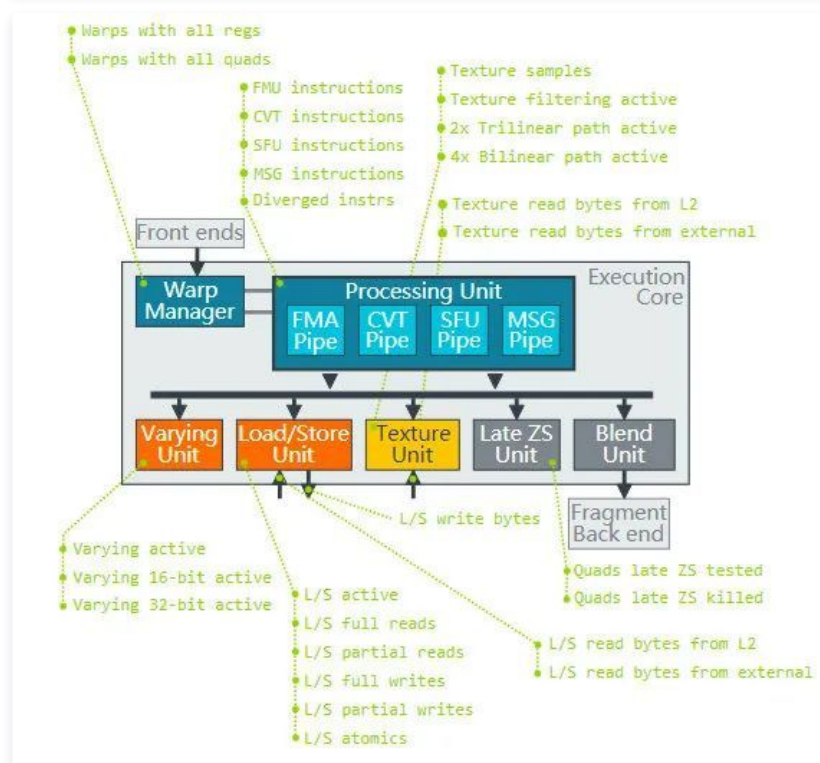 Warps with all regs
Warps with all quads
FMU instructions
CVT instructions
SFU instructions
MSG instructions
Diverged instrs
Texture samples
Texture filtering active
2x Trilinear path active
4x Bilinear path active
Texture read bytes from L2
Texture read bytes from external
Front ends
Execution
Core
Warp
Manager
Processing Unit
FMA
Pipe
CVT
Pipe
SFU
Pipe
MSG
Pipe
Varying
Unit
Load/Store
Unit
Texture
Unit
Late ZS
Unit
Blend
Unit
Fragment
Back end
L/S write bytes
Varying active
Varying 16-bit active
Varying 32-bit active
L/S active
L/S full reads
L/S partial reads
L/S full writes
L/S partial writes
L/S atomics
Quads late ZS tested
Quads late ZS killed
L/S read bytes from L2
L/S read bytes from external